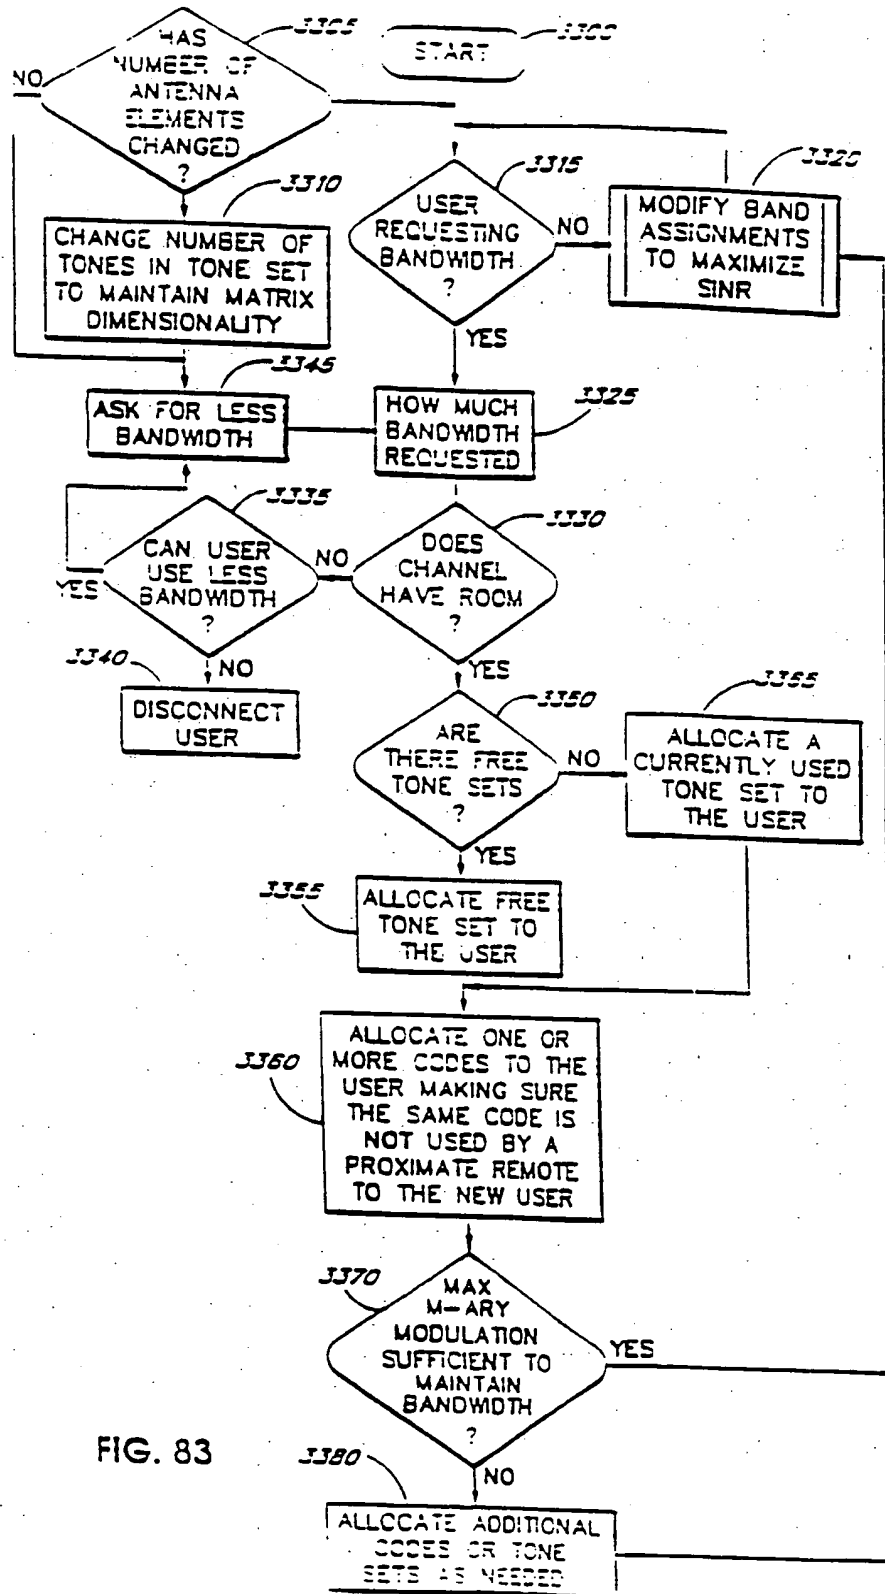 3305
HAS
NUMBER OF
ANTENNA
ELEMENTS
CHANGED
?
NO
START
3300
3310
CHANGE NUMBER OF
TONES IN TONE SET
TO MAINTAIN MATRIX
DIMENSIONALITY
3315
USER
REQUESTING
BANDWIDTH
?
NO
YES
3320
MODIFY BAND
ASSIGNMENTS
TO MAXIMIZE
SINR
3345
ASK FOR LESS
BANDWIDTH
3325
HOW MUCH
BANDWIDTH
REQUESTED
3335
CAN USER
USE LESS
BANDWIDTH
?
YES
NO
NO
3330
DOES
CHANNEL
HAVE ROOM
?
YES
3340
DISCONNECT
USER
3350
ARE
THERE FREE
TONE SETS
?
NO
YES
3365
ALLOCATE A
CURRENTLY USED
TONE SET TO
THE USER
3355
ALLOCATE FREE
TONE SET TO
THE USER
3360
ALLOCATE ONE OR
MORE CODES TO THE
USER MAKING SURE
THE SAME CODE IS
NOT USED BY A
PROXIMATE REMOTE
TO THE NEW USER
3370
MAX
M-ARY
MODULATION
SUFFICIENT TO
MAINTAIN
BANDWIDTH
?
YES
NO
3380
ALLOCATE ADDITIONAL
CODES OR TONE
SETS AS NEEDED
FIG. 83